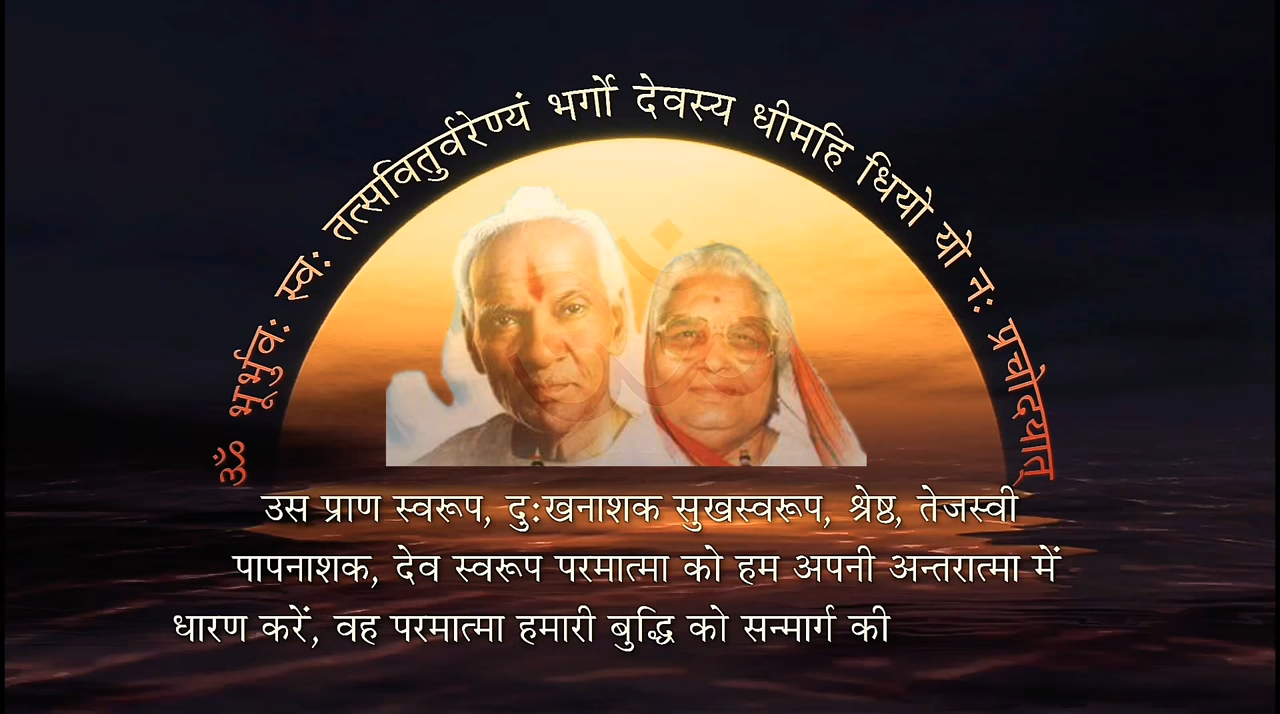 ॐ भूर्भुवः स्वः तत्सवितुर्वरेण्यं भर्गो देवस्य धीमहि धियो यो नः प्रचोदयात्
उस प्राण स्वरूप, दुःखनाशक सुखस्वरूप, श्रेष्ठ, तेजस्वी
पापनाशक, देव स्वरूप परमात्मा को हम अपनी अन्तरात्मा में
धारण करें, वह परमात्मा हमारी बुद्धि को सन्मार्ग की